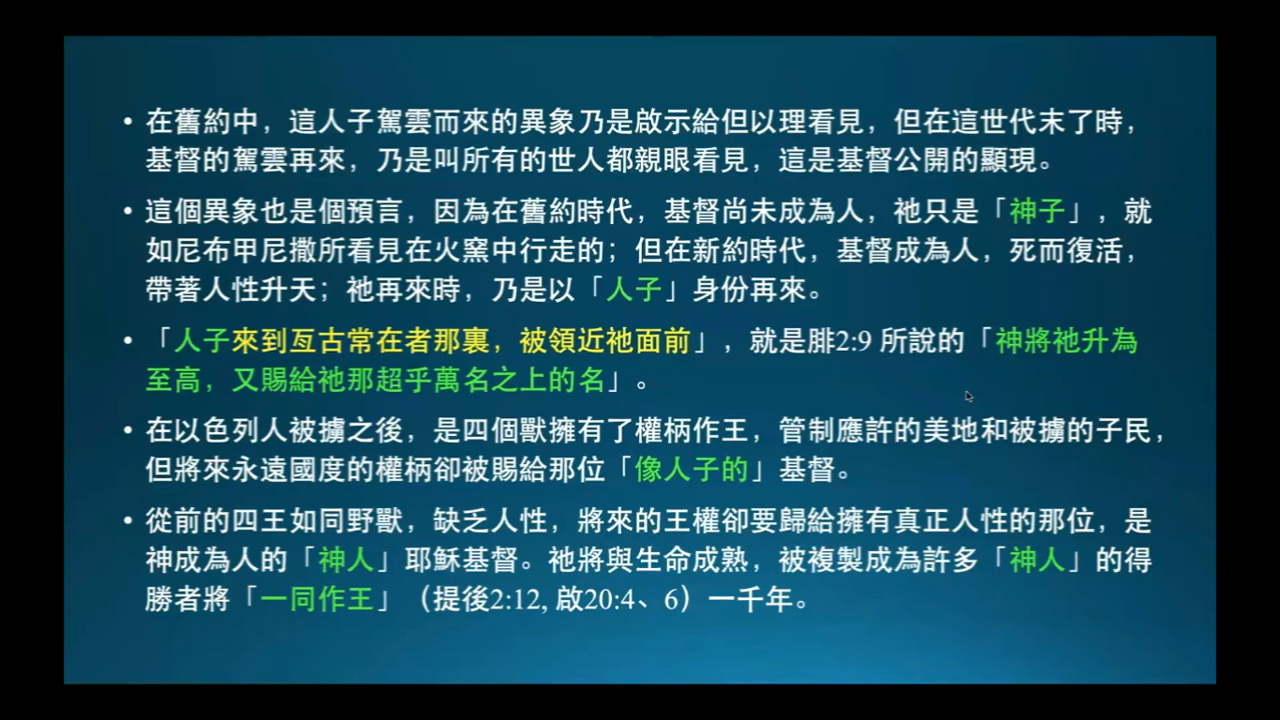 • 在舊約中，這人子駕雲而來的異象乃是啟示給但以理看見，但在這世代末了時，
基督的駕雲再來，乃是叫所有的世人都親眼看見，這是基督公開的顯現。
• 這個異象也是個預言，因為在舊約時代，基督尚未成為人，祂只是「神子」，就
如尼布甲尼撒所看見在火窯中行走的；但在新約時代，基督成為人，死而復活，
帶著人性升天；祂再來時，乃是以「人子」身份再來。
• 「人子來到亙古常在者那裏，被領近祂面前」，就是腓2:9 所說的「神將祂升為
至高，又賜給祂那超乎萬名之上的名」。
• 在以色列人被擄之後，是四個獸擁有了權柄作王，管制應許的美地和被擄的子民，
但將來永遠國度的權柄卻被賜給那位「像人子的」基督。
• 從前的四王如同野獸，缺乏人性，將來的王權卻要歸給擁有真正人性的那位，是
神成為人的「神人」耶穌基督。祂將與生命成熟，被複製成為許多「神人」的得
勝者將「一同作王」（提後2:12, 啟20:4、6）一千年。